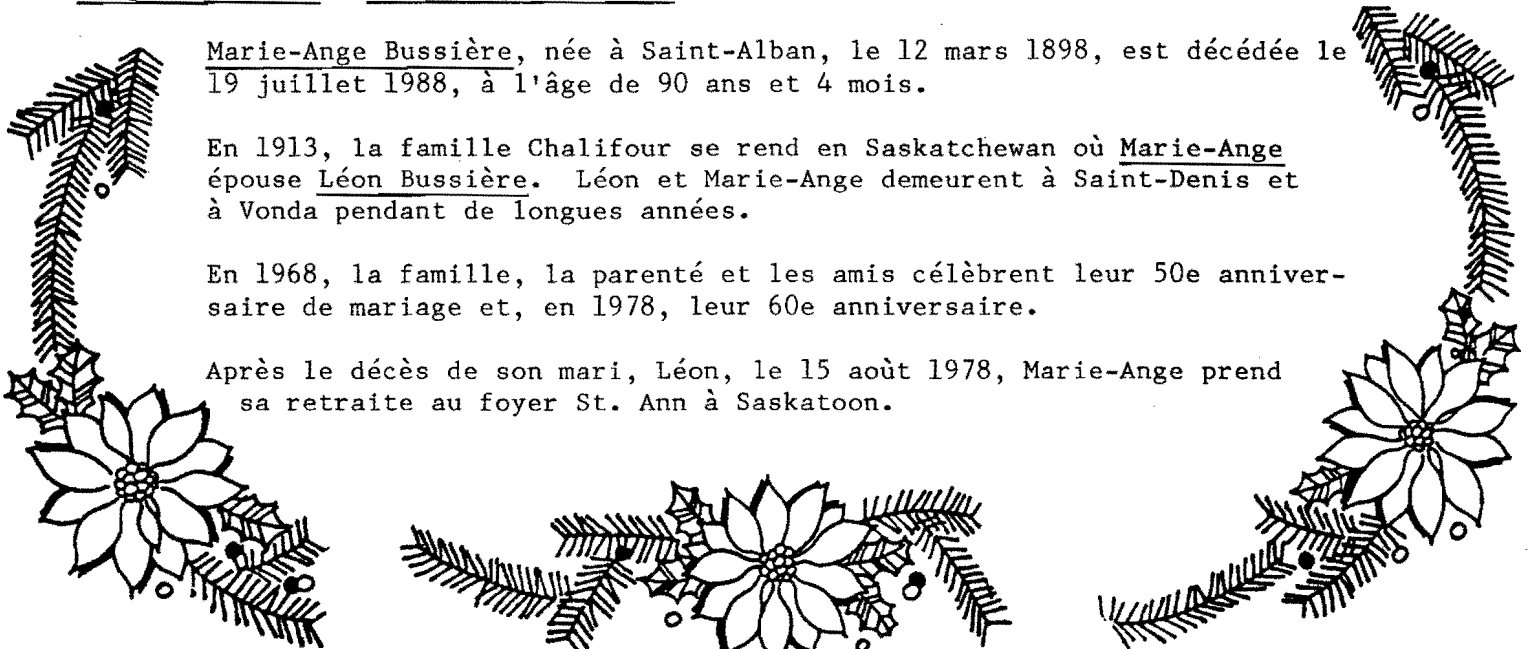 Marie-Ange Bussière, née à Saint-Alban, le 12 mars 1898, est décédée le
19 juillet 1988, à l'âge de 90 ans et 4 mois.
En 1913, la famille Chalifour se rend en Saskatchewan où Marie-Ange
épouse Léon Bussière. Léon et Marie-Ange demeurent à Saint-Denis et
à Vonda pendant de longues années.
En 1968, la famille, la parenté et les amis célèbrent leur 50e anniver-
saire de mariage et, en 1978, leur 60e anniversaire.
Après le décès de son mari, Léon, le 15 aoùt 1978, Marie-Ange prend
sa retraite au foyer St. Ann à Saskatoon.